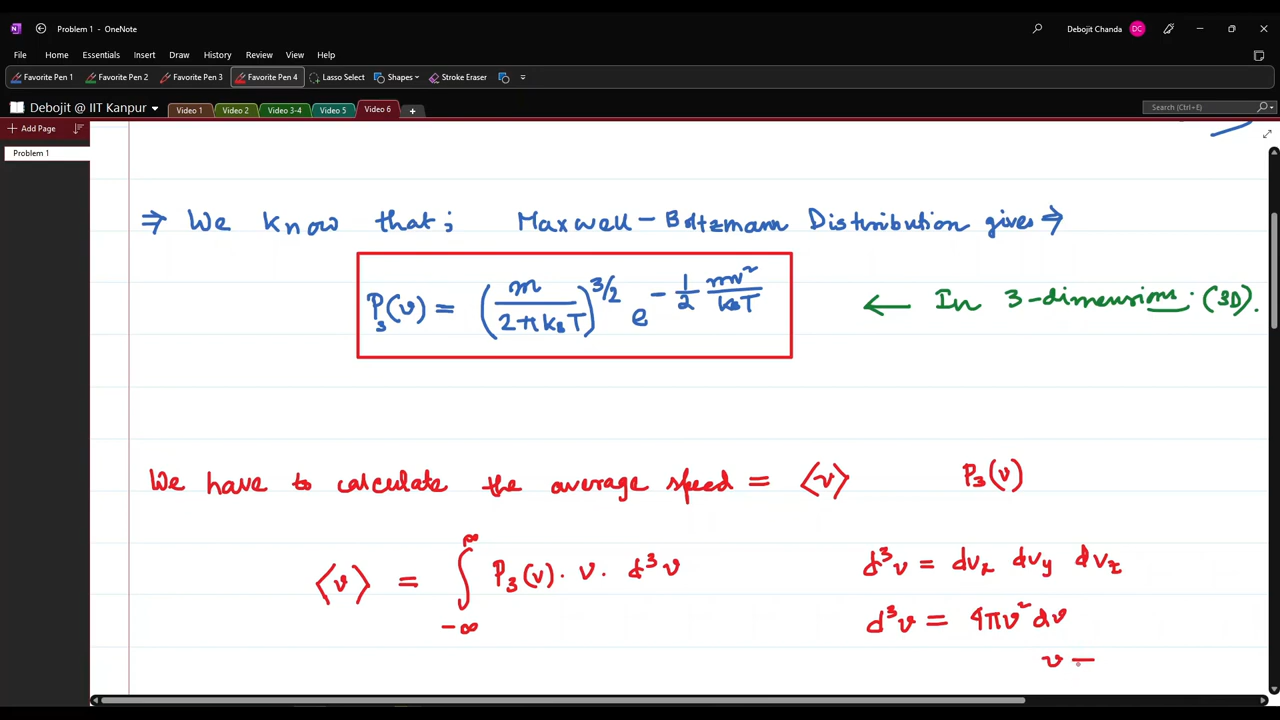 Problem 1 - OneNote
Debojit Chanda DC
File Home Essentials Insert Draw History Review View Help
Favorite Pen 1 Favorite Pen 2 Favorite Pen 3 Favorite Pen 4 Lasso Select Shapes Stroke Eraser
Debojit @ IIT Kanpur Video 1 Video 2 Video 3-4 Video 5 Video 6 + Search (Ctrl+E)
+ Add Page
Problem 1
⇒ We know that; Maxwell - Boltzmann Distribution gives ⇒
P₃(v) = (m / 2πk_BT)^{3/2} e^{-1/2 mv²/k_BT} ← In 3-dimensions. (3D).
We have to calculate the average speed = ⟨v⟩ P₃(v)
⟨v⟩ = ∫_{-∞}^{∞} P₃(v). v. d³v d³v = dv_x dv_y dv_z
d³v = 4πv² dv
v –